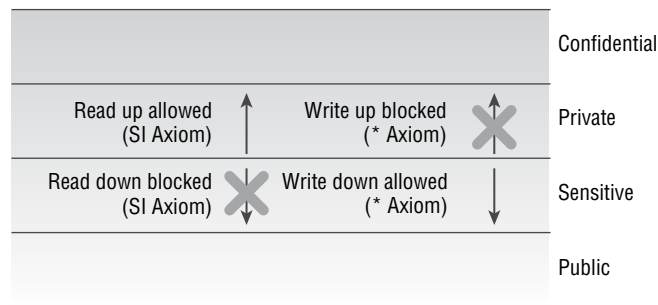 Confidential
Read up allowed
(SI Axiom)
Write up blocked
(* Axiom)
Private
Read down blocked
(SI Axiom)
Write down allowed
(* Axiom)
Sensitive
Public